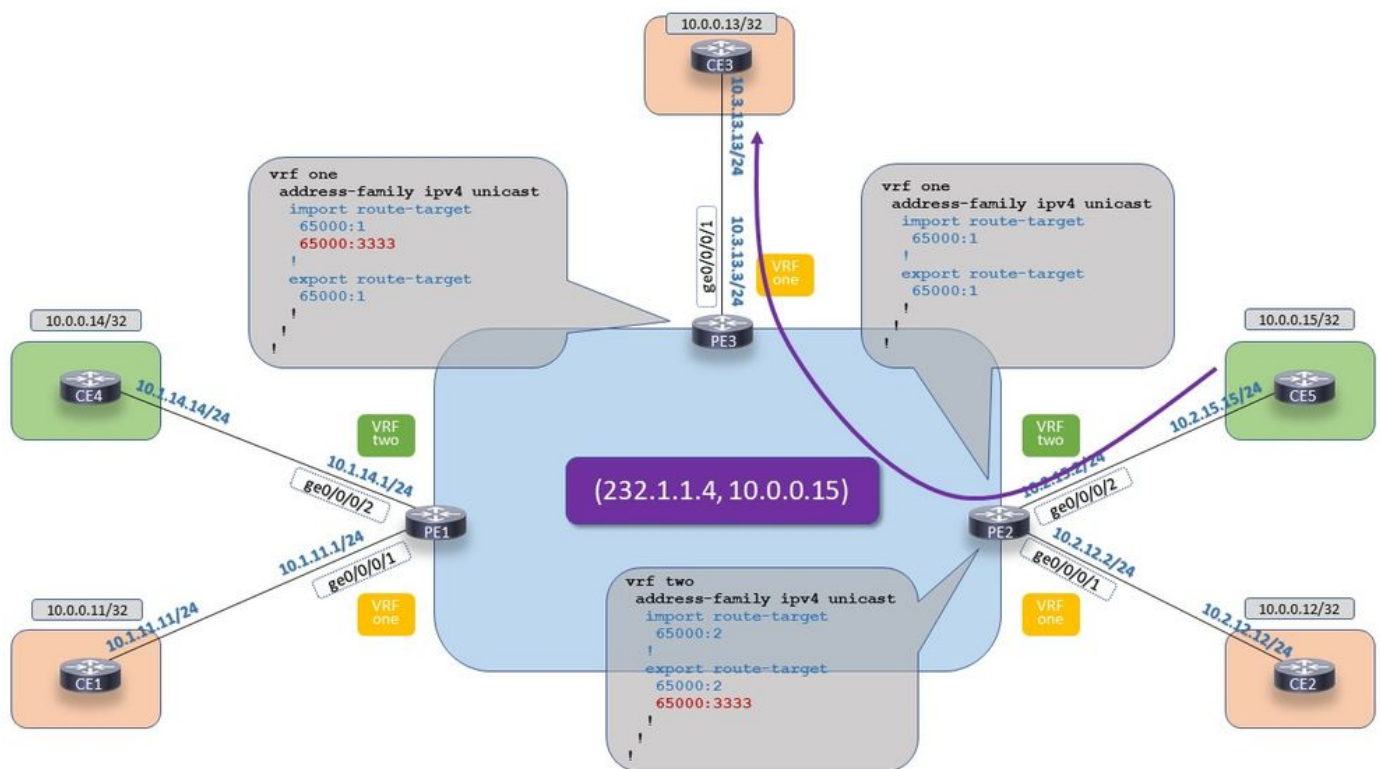 10.0.0.13/32
CE3
10.3.13.13/24
vrf one
address-family ipv4 unicast
import route-target
65000:1
65000:3333
!
export route-target
65000:1
!
!
!
ge0/0/0/1
10.3.13.3/24
VRF
one
PE3
vrf one
address-family ipv4 unicast
import route-target
65000:1
!
export route-target
65000:1
!
!
!
10.0.0.14/32
CE4
10.1.14.14/24
VRF
two
10.1.14.1/24
ge0/0/0/2
PE1
10.1.11.1/24
ge0/0/0/1
VRF
one
10.0.0.11/32
10.1.11.11/24
CE1
(232.1.1.4, 10.0.0.15)
10.0.0.15/32
CE5
10.2.15.15/24
VRF
two
10.2.15.2/24
ge0/0/0/2
PE2
10.2.12.2/24
ge0/0/0/1
VRF
one
10.0.0.12/32
10.2.12.12/24
CE2
vrf two
address-family ipv4 unicast
import route-target
65000:2
!
export route-target
65000:2
65000:3333
!
!
!